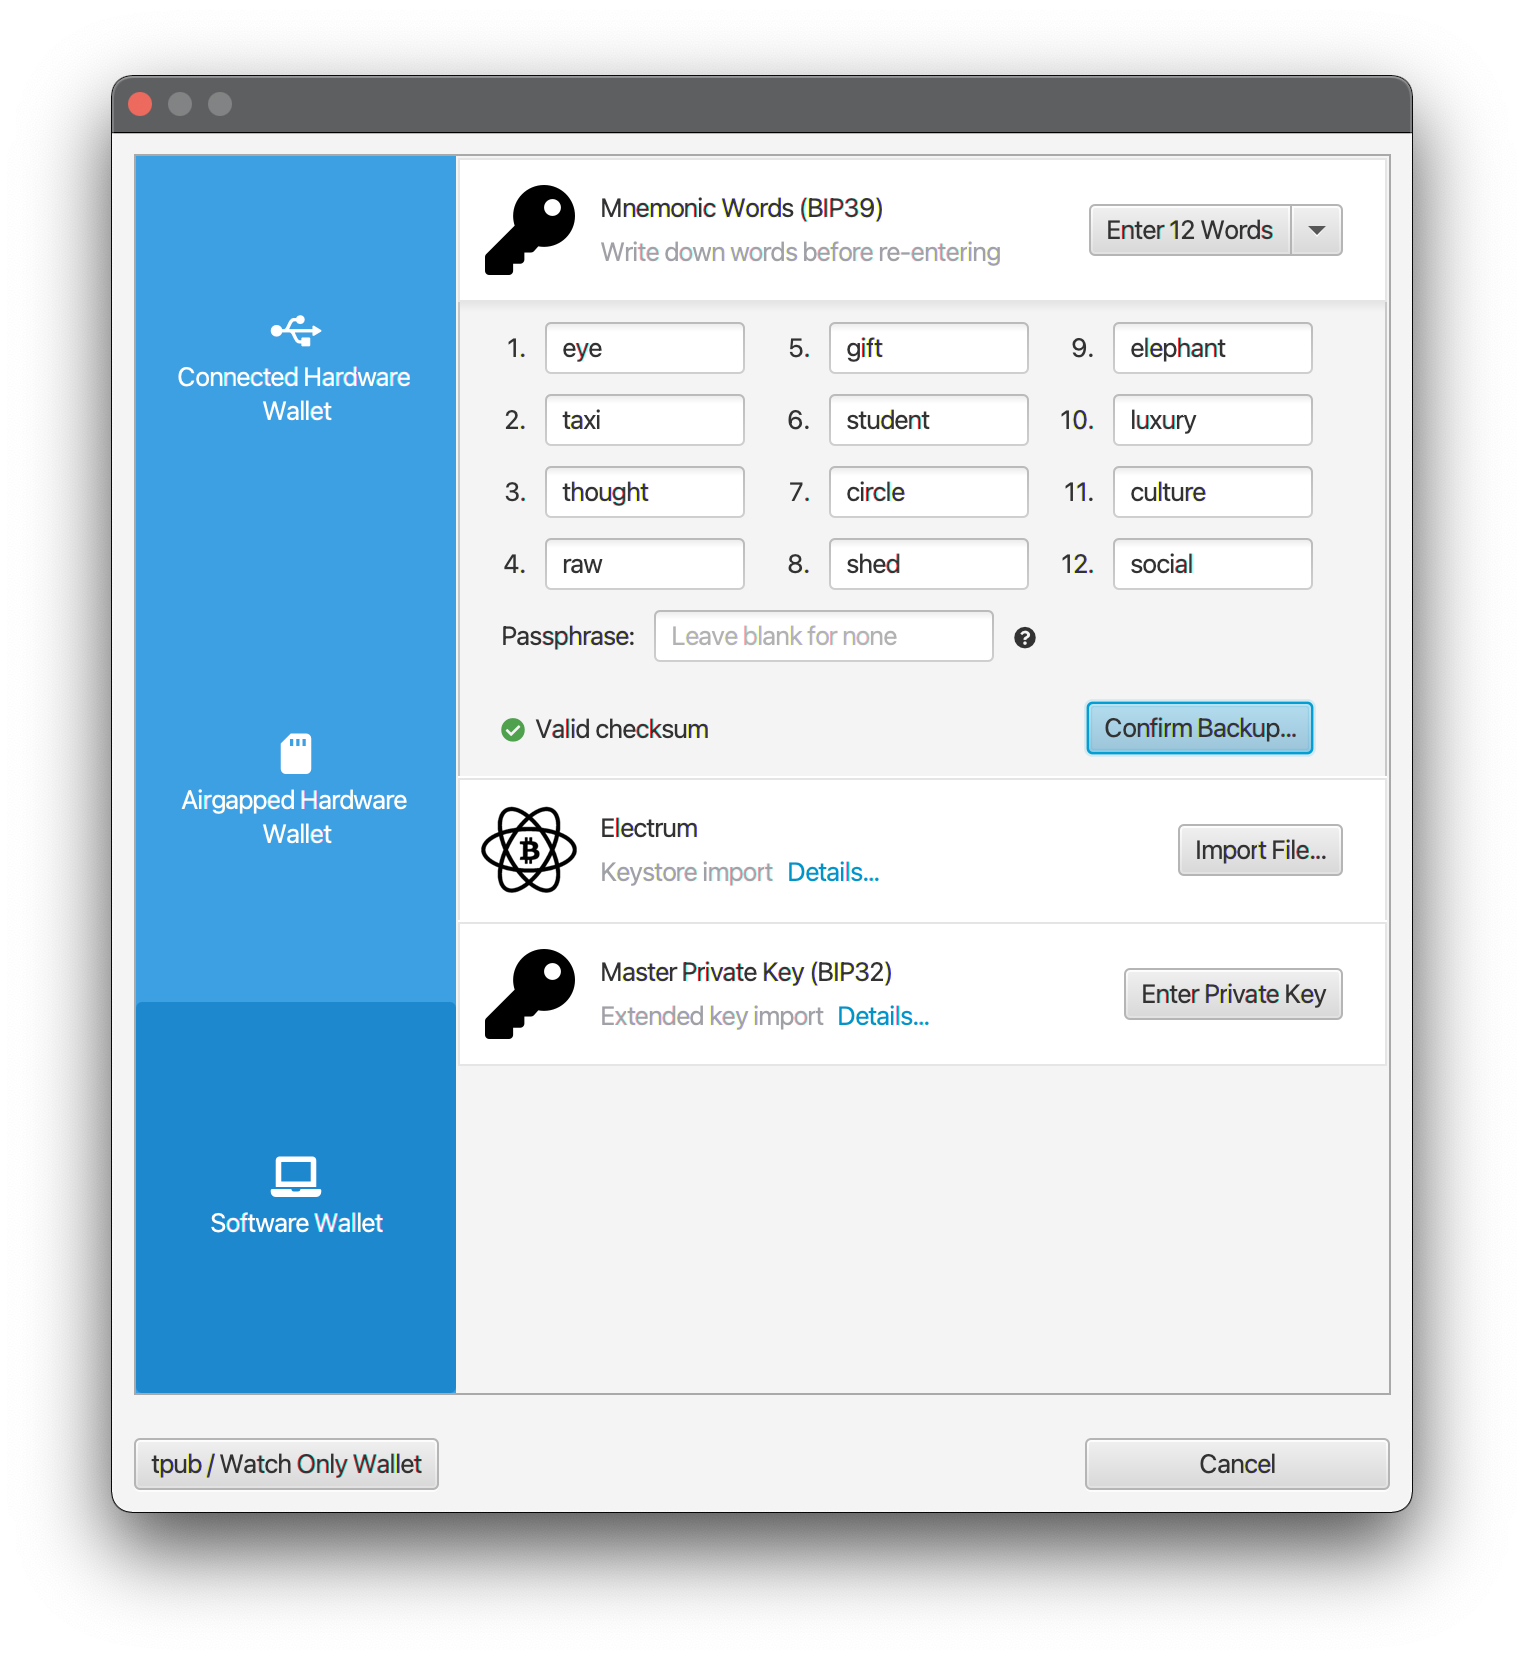 Connected Hardware
Wallet
Airgapped Hardware
Wallet
Software Wallet
Mnemonic Words (BIP39)
Write down words before re-entering
Enter 12 Words
1. eye
2. taxi
3. thought
4. raw
5. gift
6. student
7. circle
8. shed
9. elephant
10. luxury
11. culture
12. social
Passphrase: Leave blank for none
Valid checksum
Confirm Backup...
Electrum
Keystore import Details...
Import File...
Master Private Key (BIP32)
Extended key import Details...
Enter Private Key
tpub / Watch Only Wallet
Cancel